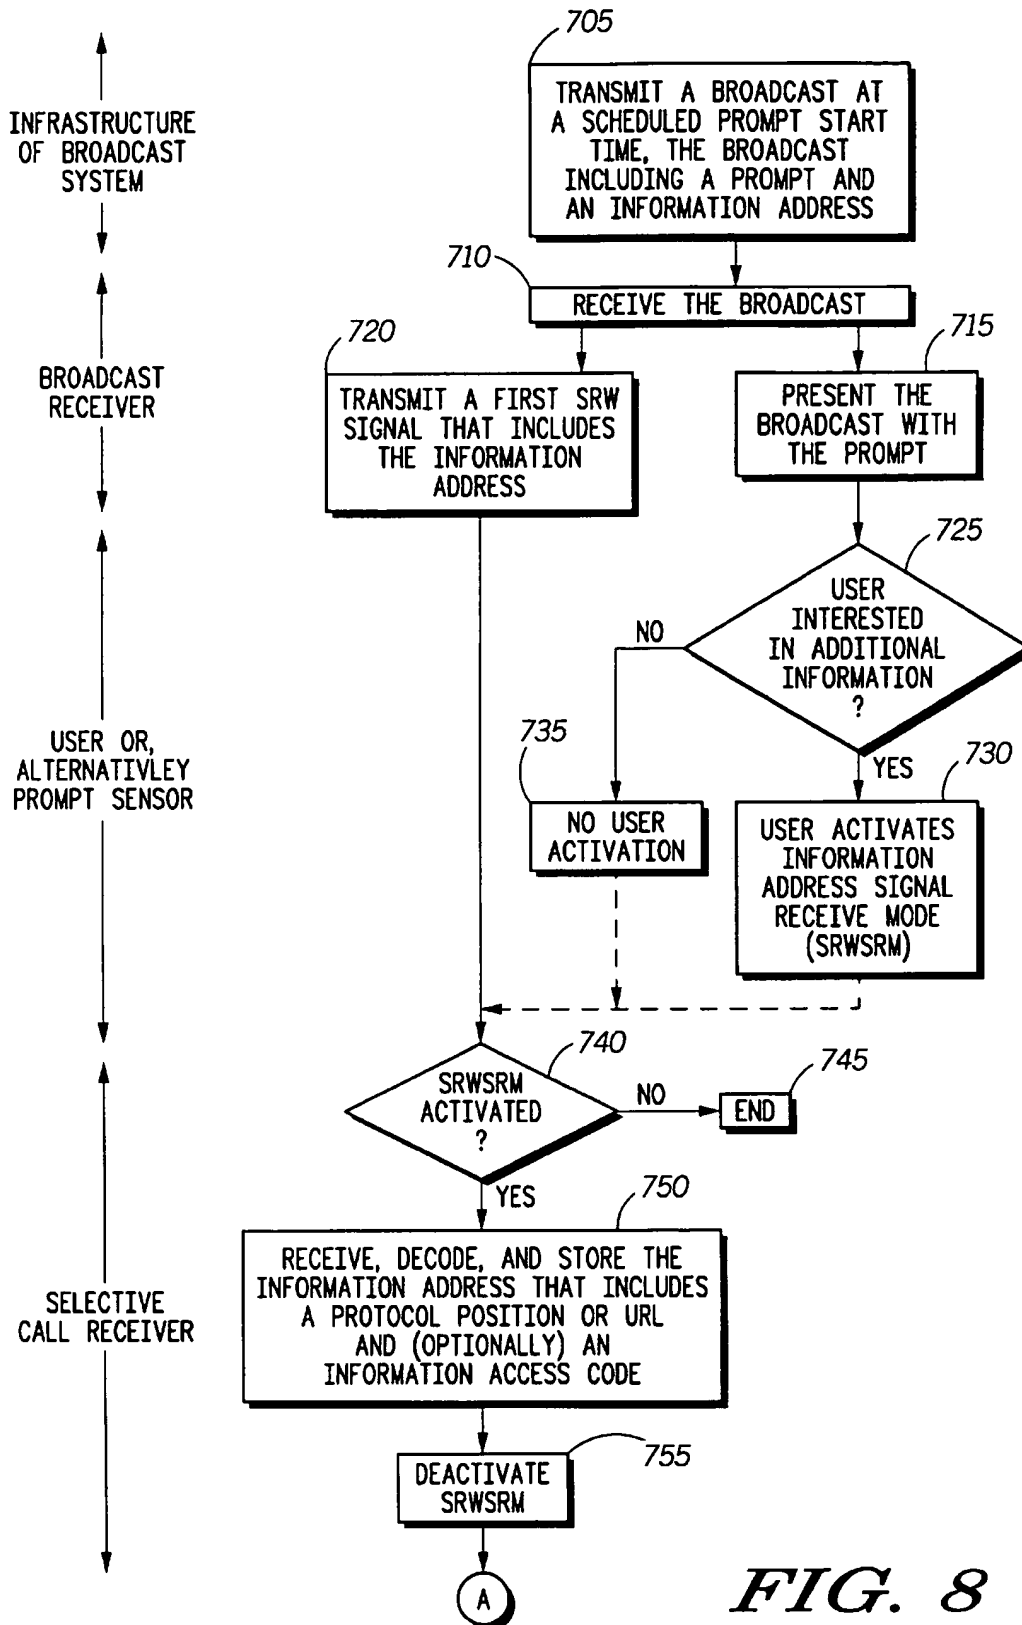 705
TRANSMIT A BROADCAST AT
A SCHEDULED PROMPT START
TIME, THE BROADCAST
INCLUDING A PROMPT AND
AN INFORMATION ADDRESS
INFRASTRUCTURE
OF BROADCAST
SYSTEM
710
RECEIVE THE BROADCAST
720
715
BROADCAST
RECEIVER
TRANSMIT A FIRST SRW
SIGNAL THAT INCLUDES
THE INFORMATION
ADDRESS
PRESENT THE
BROADCAST WITH
THE PROMPT
725
USER
INTERESTED
IN ADDITIONAL
INFORMATION
?
NO
YES
USER OR,
ALTERNATIVLEY
PROMPT SENSOR
735
NO USER
ACTIVATION
730
USER ACTIVATES
INFORMATION
ADDRESS SIGNAL
RECEIVE MODE
(SRWSRM)
740
SRWSRM
ACTIVATED
?
NO
745
END
YES
750
RECEIVE, DECODE, AND STORE THE
INFORMATION ADDRESS THAT INCLUDES
A PROTOCOL POSITION OR URL
AND (OPTIONALLY) AN
INFORMATION ACCESS CODE
SELECTIVE
CALL RECEIVER
755
DEACTIVATE
SRWSRM
A
FIG. 8